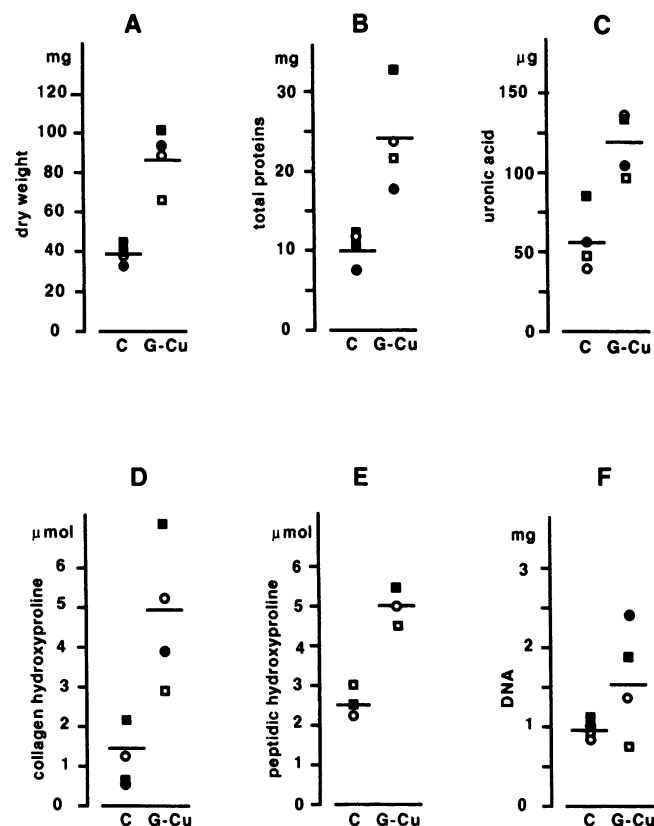 A
mg
120
100
80
60
40
20
0
dry weight
C G-Cu
B
mg
30
20
10
0
total proteins
C G-Cu
C
µg
150
100
50
0
uronic acid
C G-Cu
D
µmol
6
5
4
3
2
1
0
collagen hydroxyproline
C G-Cu
E
µmol
6
5
4
3
2
1
0
peptidic hydroxyproline
C G-Cu
F
mg
3
2
1
0
DNA
C G-Cu